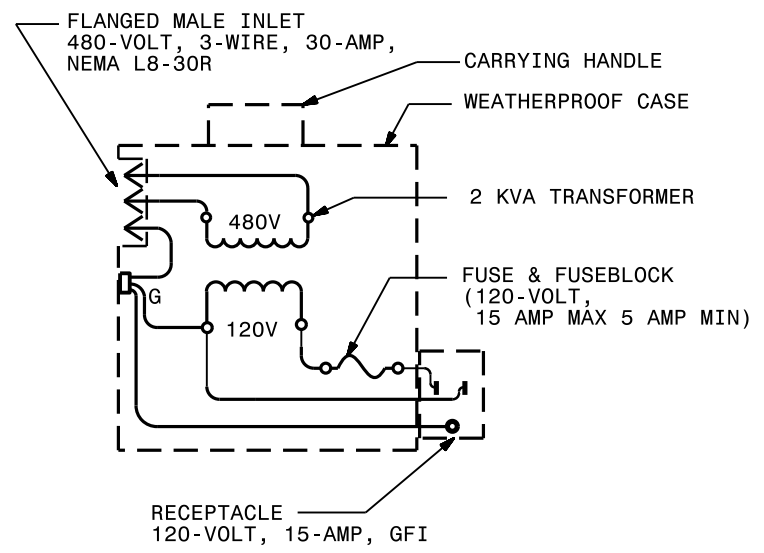 FLANGED MALE INLET
480-VOLT, 3-WIRE, 30-AMP,
NEMA L8-30R
CARRYING HANDLE
WEATHERPROOF CASE
2 KVA TRANSFORMER
480V
FUSE & FUSEBLOCK
(120-VOLT,
15 AMP MAX 5 AMP MIN)
G
120V
RECEPTACLE
120-VOLT, 15-AMP, GFI